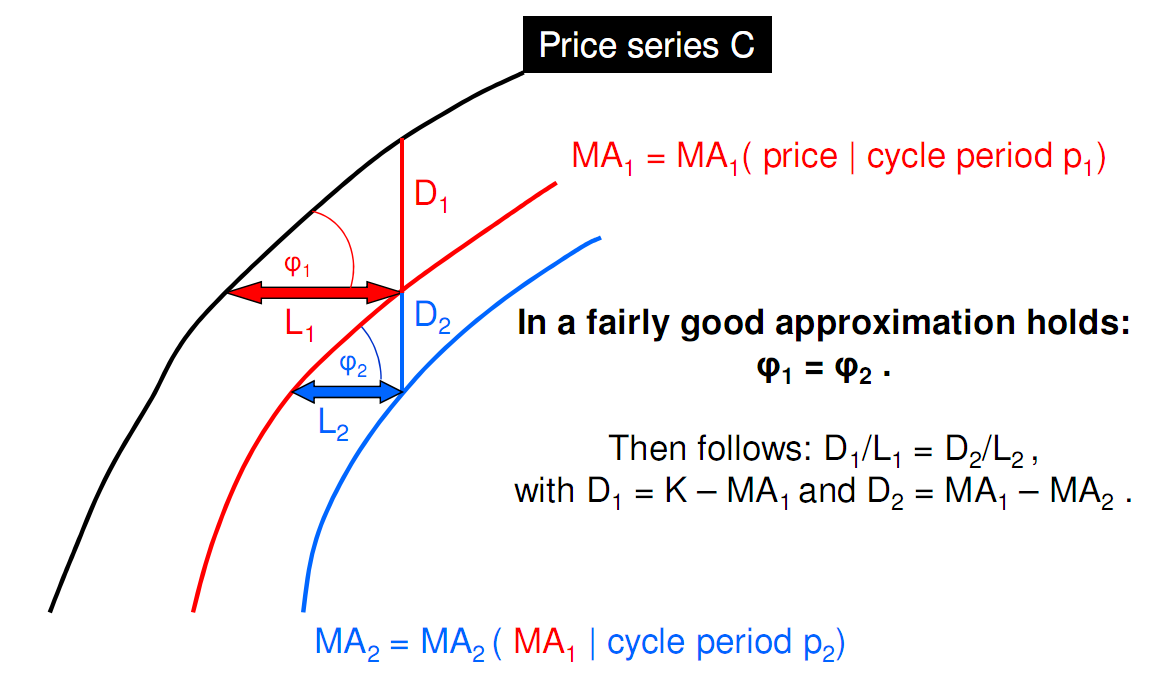 Price series C
MA₁ = MA₁( price | cycle period p₁)
D₁
φ₁
L₁
D₂
φ₂
L₂
In a fairly good approximation holds:
φ₁ = φ₂ .
Then follows: D₁/L₁ = D₂/L₂ ,
with D₁ = K – MA₁ and D₂ = MA₁ – MA₂ .
MA₂ = MA₂ ( MA₁ | cycle period p₂)